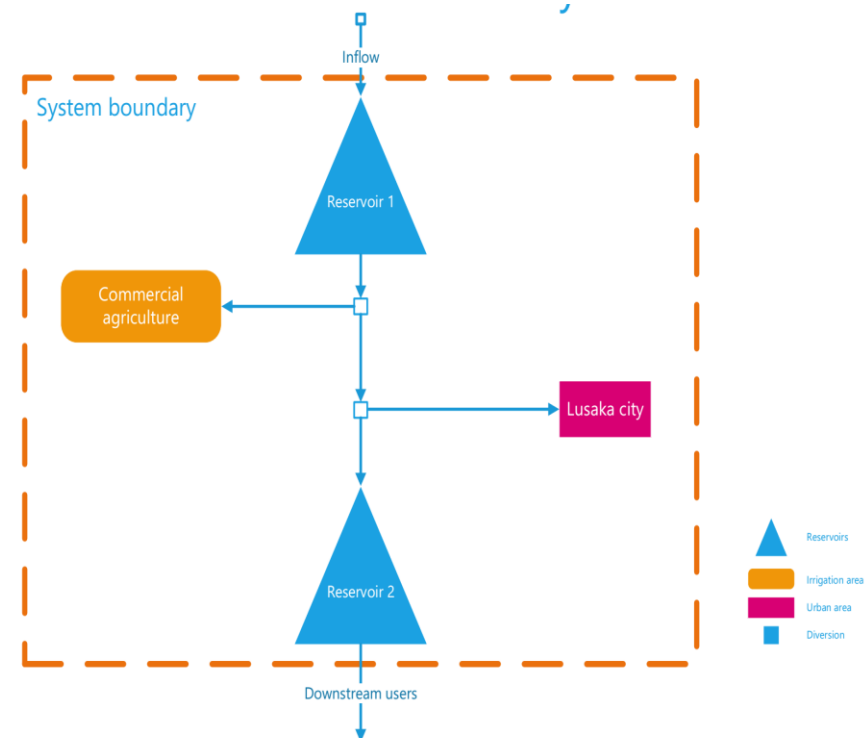 Inflow
System boundary
Reservoir 1
Commercial
agriculture
Lusaka city
Reservoir 2
Downstream users
Reservoirs
Irrigation area
Urban area
Diversion